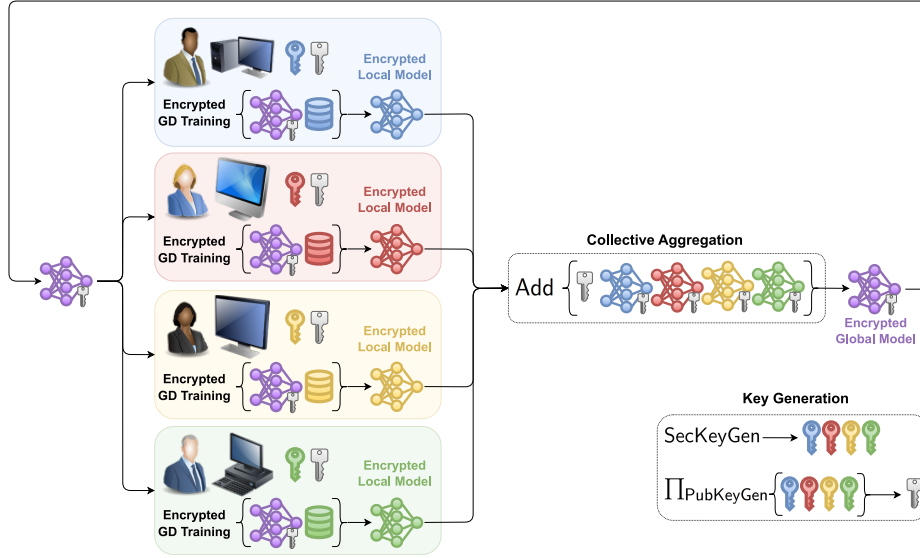 Encrypted
Local Model
Encrypted
GD Training
Encrypted
Local Model
Encrypted
GD Training
Encrypted
Local Model
Encrypted
GD Training
Encrypted
Local Model
Encrypted
GD Training
Collective Aggregation
Add
Encrypted
Global Model
Key Generation
SecKeyGen
ΠPubKeyGen